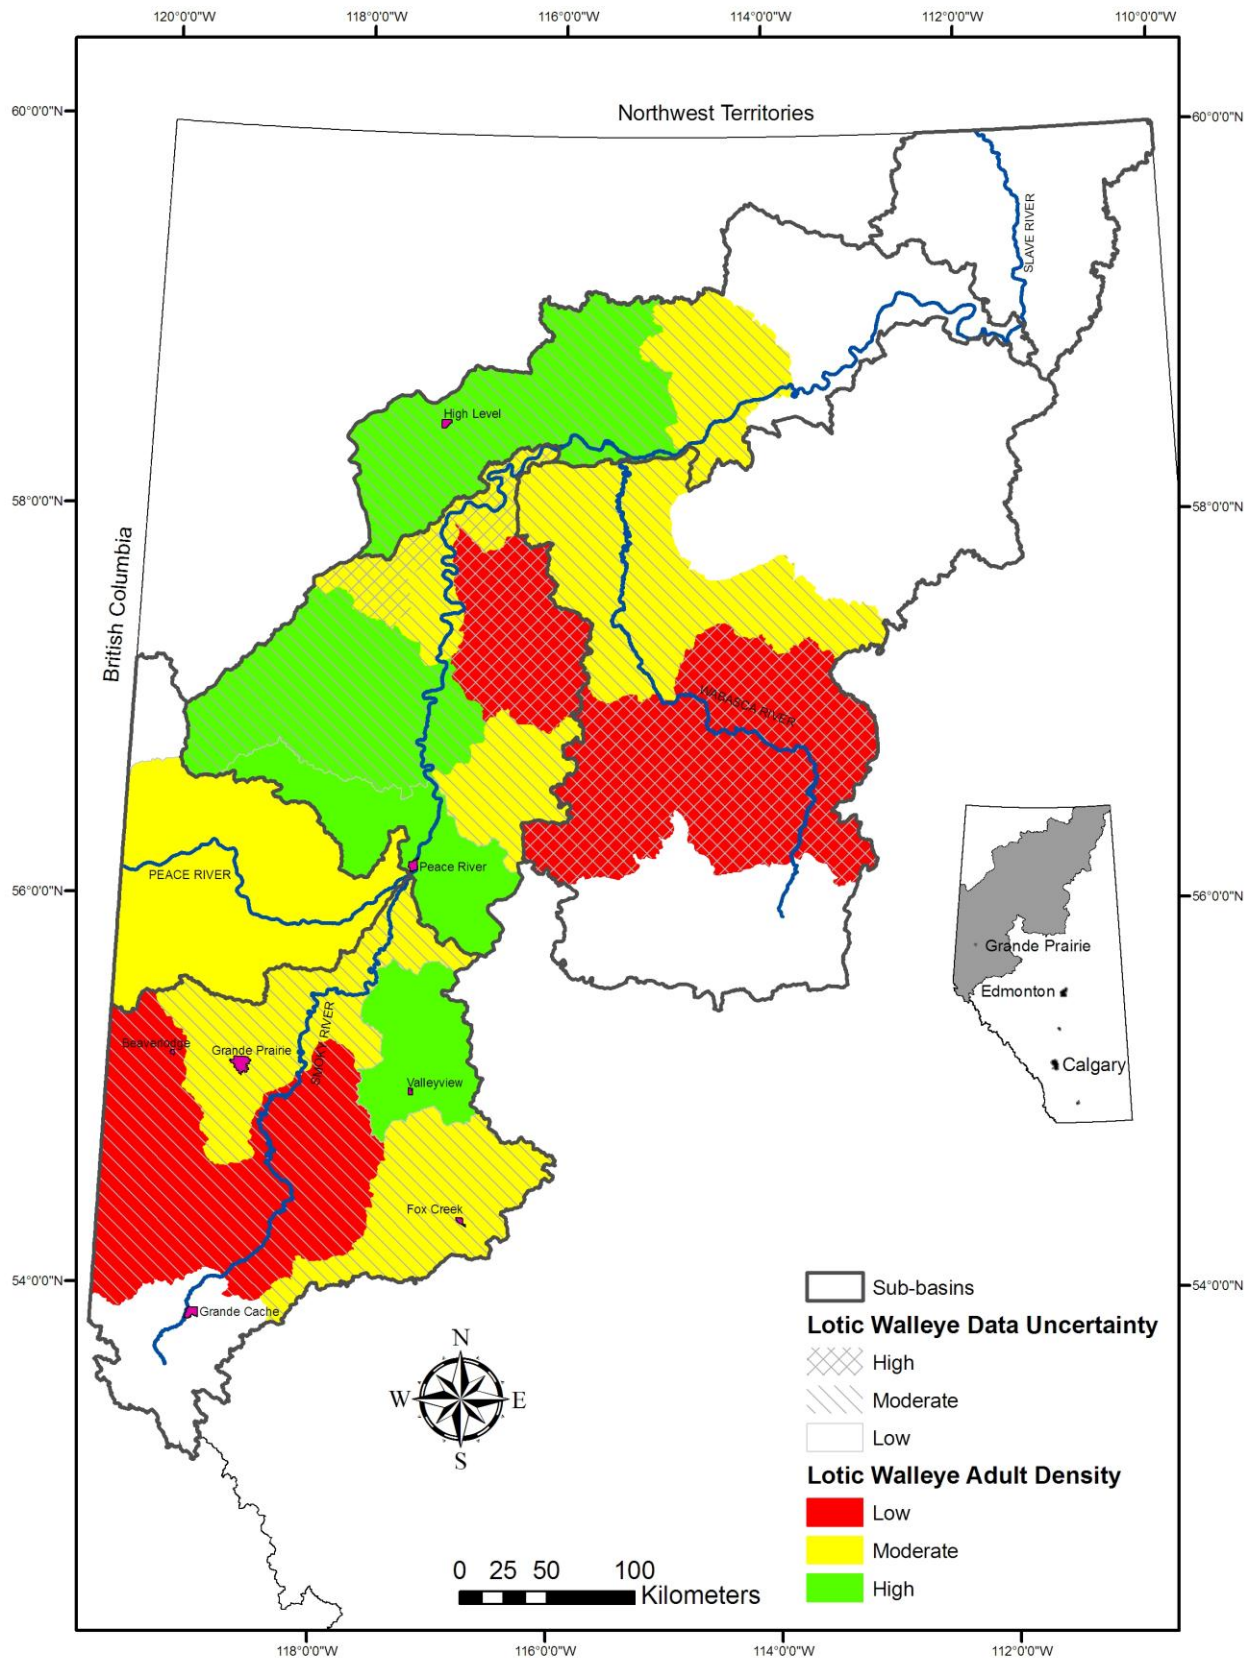 120°0'0"W
118°0'0"W
116°0'0"W
114°0'0"W
112°0'0"W
110°0'0"W
60°0'0"N
60°0'0"N
Northwest Territories
SLAVE RIVER
High Level
58°0'0"N
58°0'0"N
British Columbia
WABASCA RIVER
Peace River
PEACE RIVER
56°0'0"N
56°0'0"N
Grande Prairie
Edmonton
Calgary
SMOKY RIVER
Beaverlodge
Grande Prairie
Valleyview
Fox Creek
54°0'0"N
54°0'0"N
Grande Cache
N
W
E
S
Sub-basins
Lotic Walleye Data Uncertainty
High
Moderate
Low
Lotic Walleye Adult Density
Low
Moderate
High
0 25 50 100
Kilometers
118°0'0"W
116°0'0"W
114°0'0"W
112°0'0"W